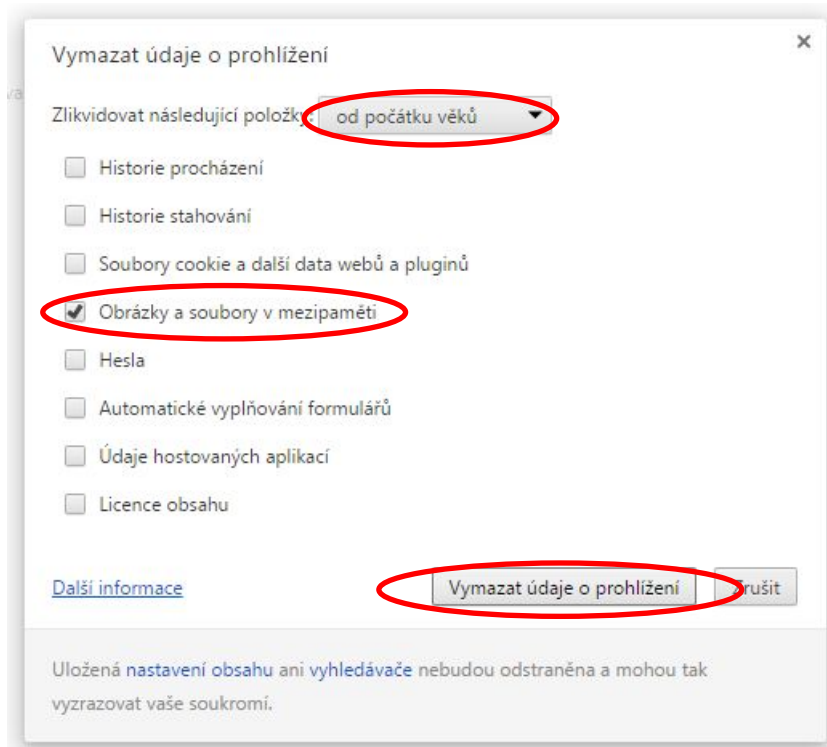 Vymazat údaje o prohlížení
Zlikvidovat následující položky: od počátku věků
Historie procházení
Historie stahování
Soubory cookie a další data webů a pluginů
Obrázky a soubory v mezipaměti
Hesla
Automatické vyplňování formulářů
Údaje hostovaných aplikací
Licence obsahu
Další informace Vymazat údaje o prohlížení Zrušit
Uložená nastavení obsahu ani vyhledávače nebudou odstraněna a mohou tak
vyzrazovat vaše soukromí.